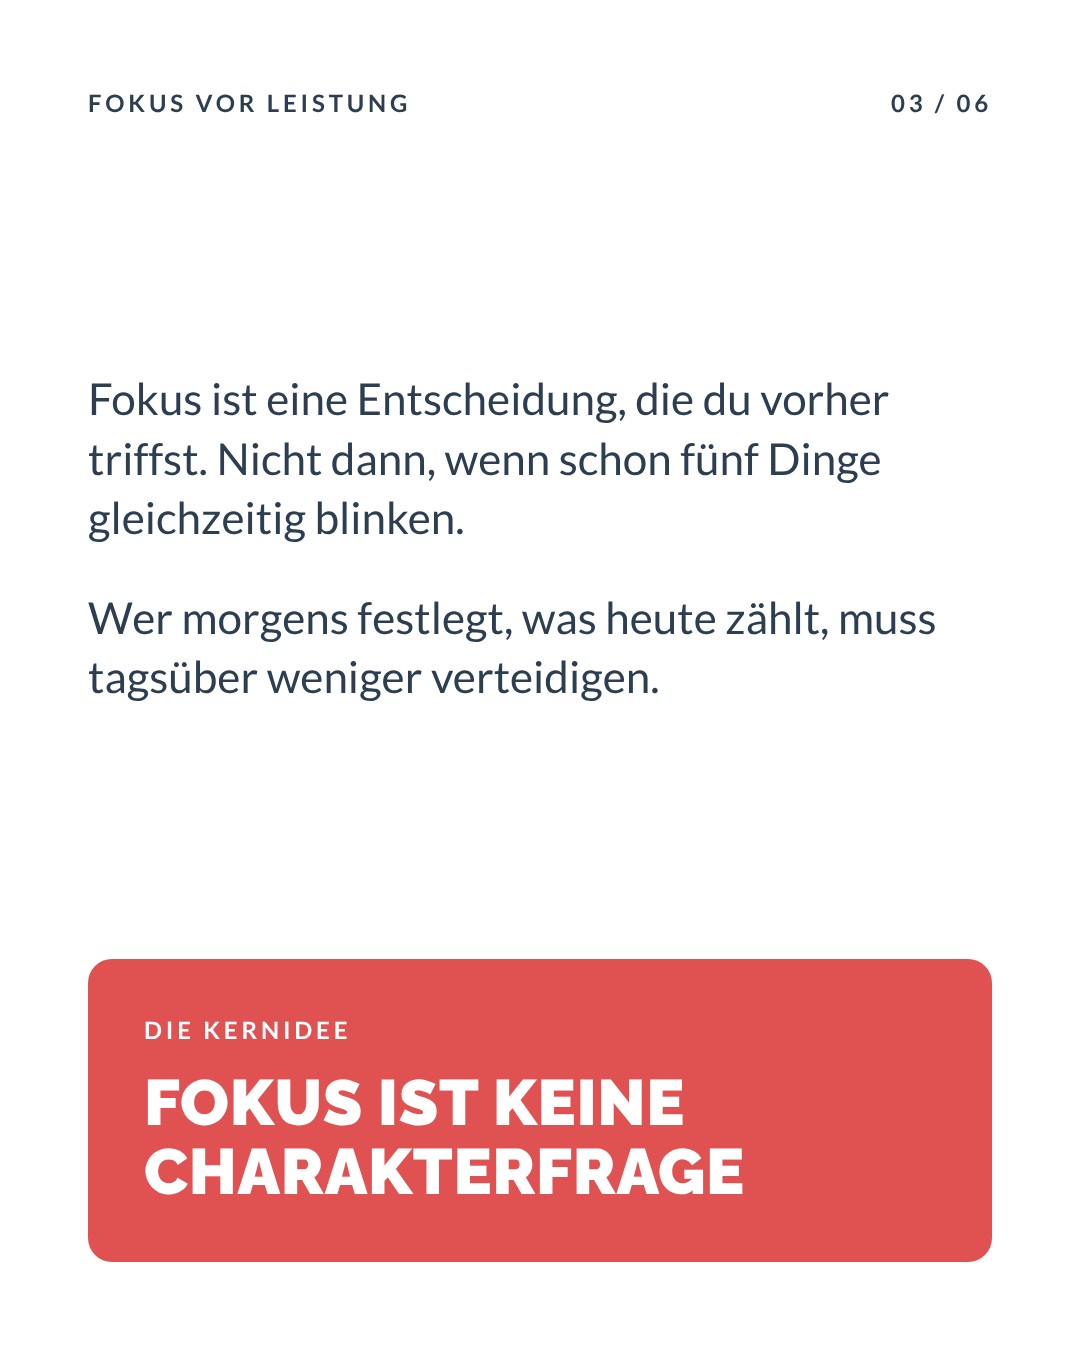 FOKUS VOR LEISTUNG
03 / 06
Fokus ist eine Entscheidung, die du vorher
triffst. Nicht dann, wenn schon fünf Dinge
gleichzeitig blinken.
Wer morgens festlegt, was heute zählt, muss
tagsüber weniger verteidigen.
DIE KERNIDEE
FOKUS IST KEINE
CHARAKTERFRAGE